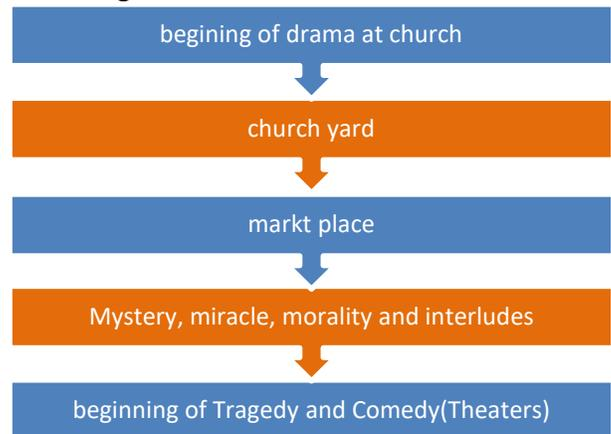 begining of drama at church
church yard
markt place
Mystery, miracle, morality and interludes
beginning of Tragedy and Comedy(Theaters)